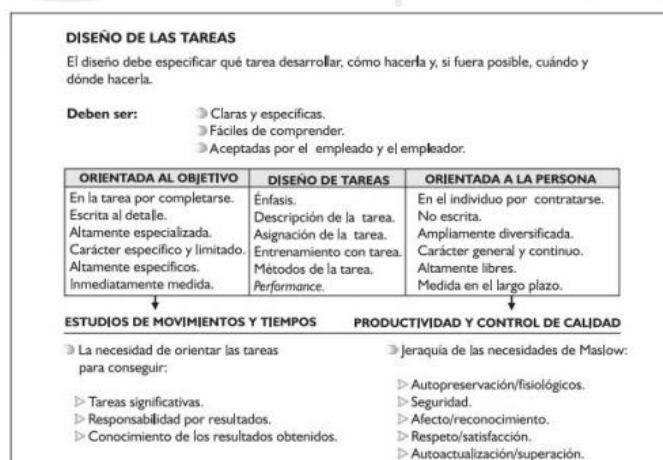 DISEÑO DE LAS TAREAS
El diseño debe especificar qué tarea desarrollar, cómo hacerla y, si fuera posible, cuándo y
dónde hacerla.
Deben ser:
Claras y específicas.
Fáciles de comprender.
Aceptadas por el empleado y el empleador.
ORIENTADA AL OBJETIVO DISEÑO DE TAREAS ORIENTADA A LA PERSONA
En la tarea por completarse. Énfasis. En el individuo por contratarse.
Escrita al detalle. Descripción de la tarea. No escrita.
Altamente especializada. Asignación de la tarea. Ampliamente diversificada.
Carácter específico y limitado. Entrenamiento con tarea. Carácter general y continuo.
Altamente específicos. Métodos de la tarea. Altamente libres.
Inmediatamente medida. Performance. Medida en el largo plazo.
ESTUDIOS DE MOVIMIENTOS Y TIEMPOS
La necesidad de orientar las tareas
para conseguir:
Tareas significativas.
Responsabilidad por resultados.
Conocimiento de los resultados obtenidos.
PRODUCTIVIDAD Y CONTROL DE CALIDAD
Jeraquía de las necesidades de Maslow:
Autopreservación/fisiológicos.
Seguridad.
Afecto/reconocimiento.
Respeto/satisfacción.
Autoactualización/superación.